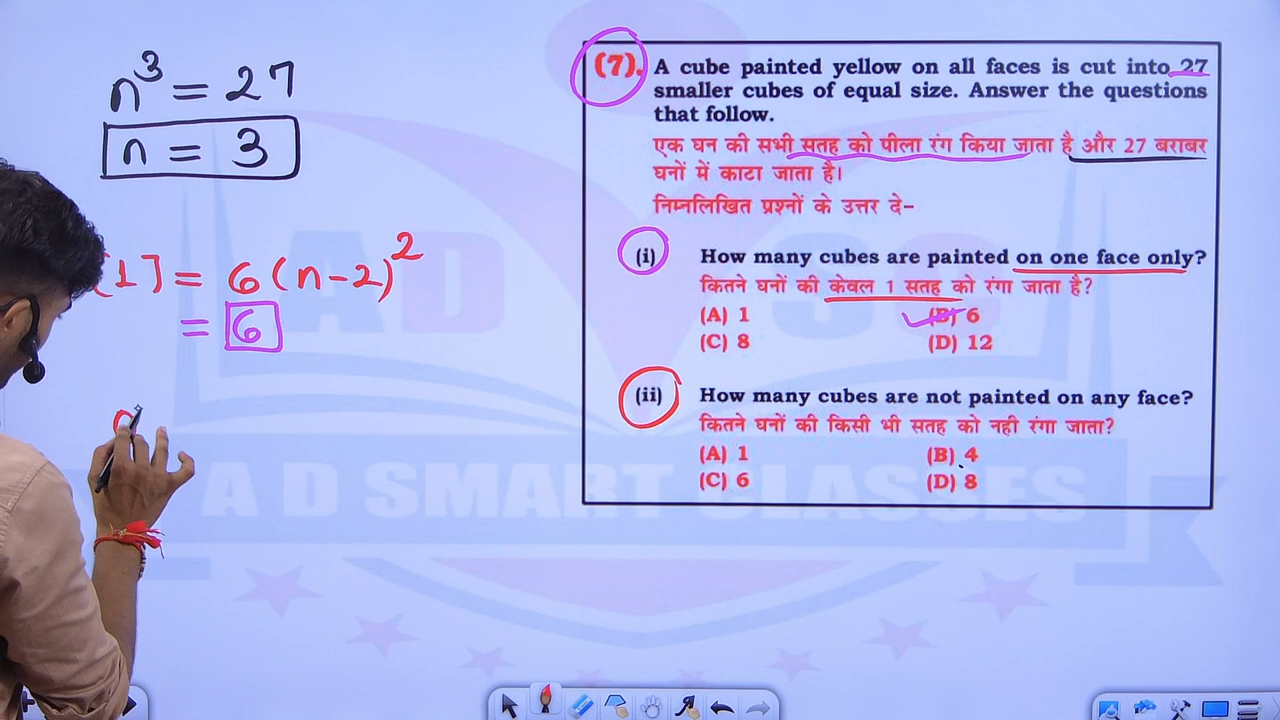 n³ = 27
n = 3
[1] = 6(n-2)²
= 6
(7). A cube painted yellow on all faces is cut into 27
smaller cubes of equal size. Answer the questions
that follow.
एक घन की सभी सतह को पीला रंग किया जाता है और 27 बराबर
घनों में काटा जाता है।
निम्नलिखित प्रश्नों के उत्तर दे-
(i) How many cubes are painted on one face only?
कितने घनों की केवल 1 सतह को रंगा जाता है?
(A) 1 (B) 6
(C) 8 (D) 12
(ii) How many cubes are not painted on any face?
कितने घनों की किसी भी सतह को नही रंगा जाता?
(A) 1 (B) 4
(C) 6 (D) 8
A D S
A D SMART CLASSES